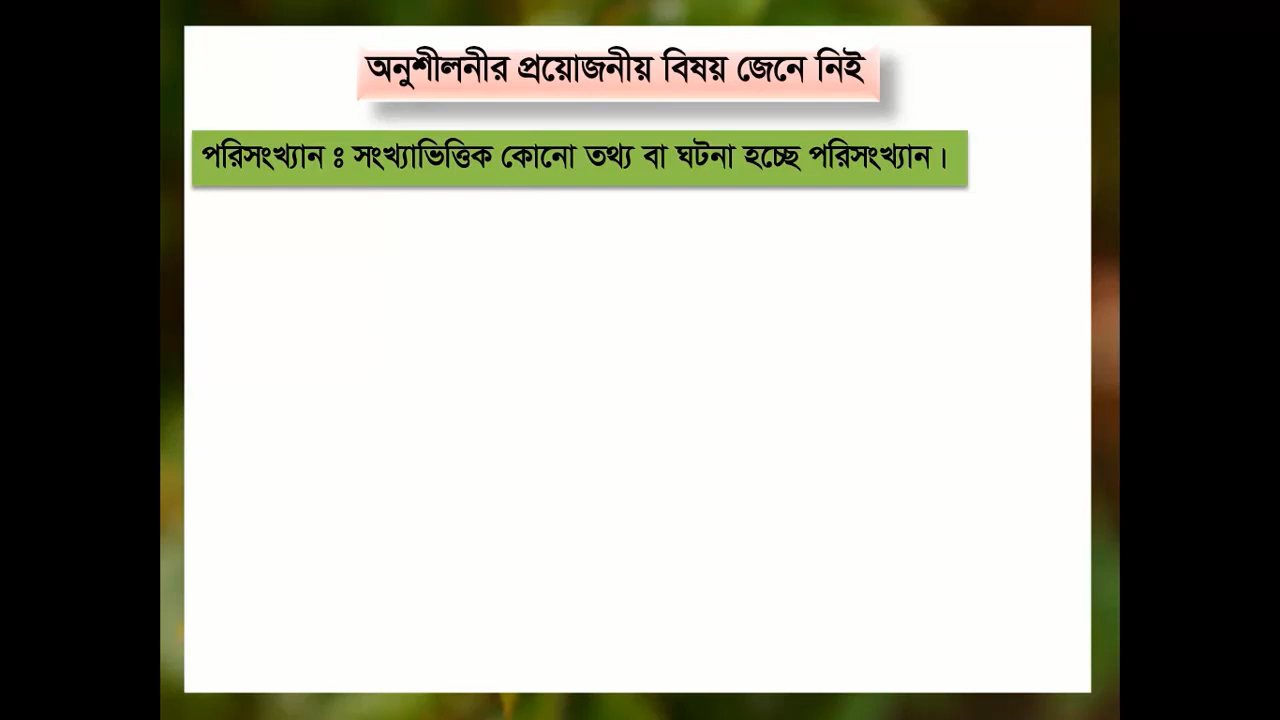 অনুশীলনীর প্রয়োজনীয় বিষয় জেনে নিই
পরিসংখ্যান ঃ সংখ্যাভিত্তিক কোনো তথ্য বা ঘটনা হচ্ছে পরিসংখ্যান।